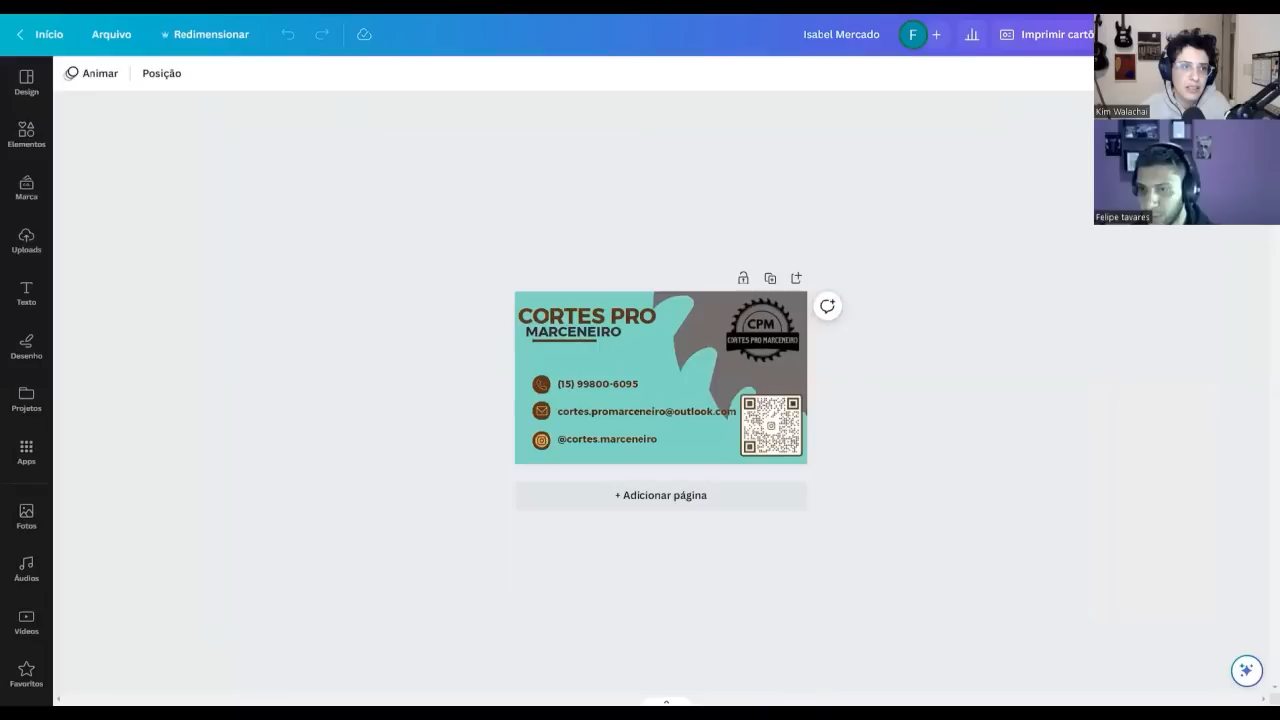 Início Arquivo Redimensionar Isabel Mercado F + Imprimir cartõ
Animar Posição
Design
Elementos
Marca
Uploads
Texto
Desenho
Projetos
Apps
Fotos
Áudios
Vídeos
Favoritos
CORTES PRO
MARCENEIRO
CPM
CORTES PRO MARCENEIRO
(15) 99800-6095
cortes.promarceneiro@outlook.com
@cortes.marceneiro
+ Adicionar página
Kim Walachai
Felipe tavares